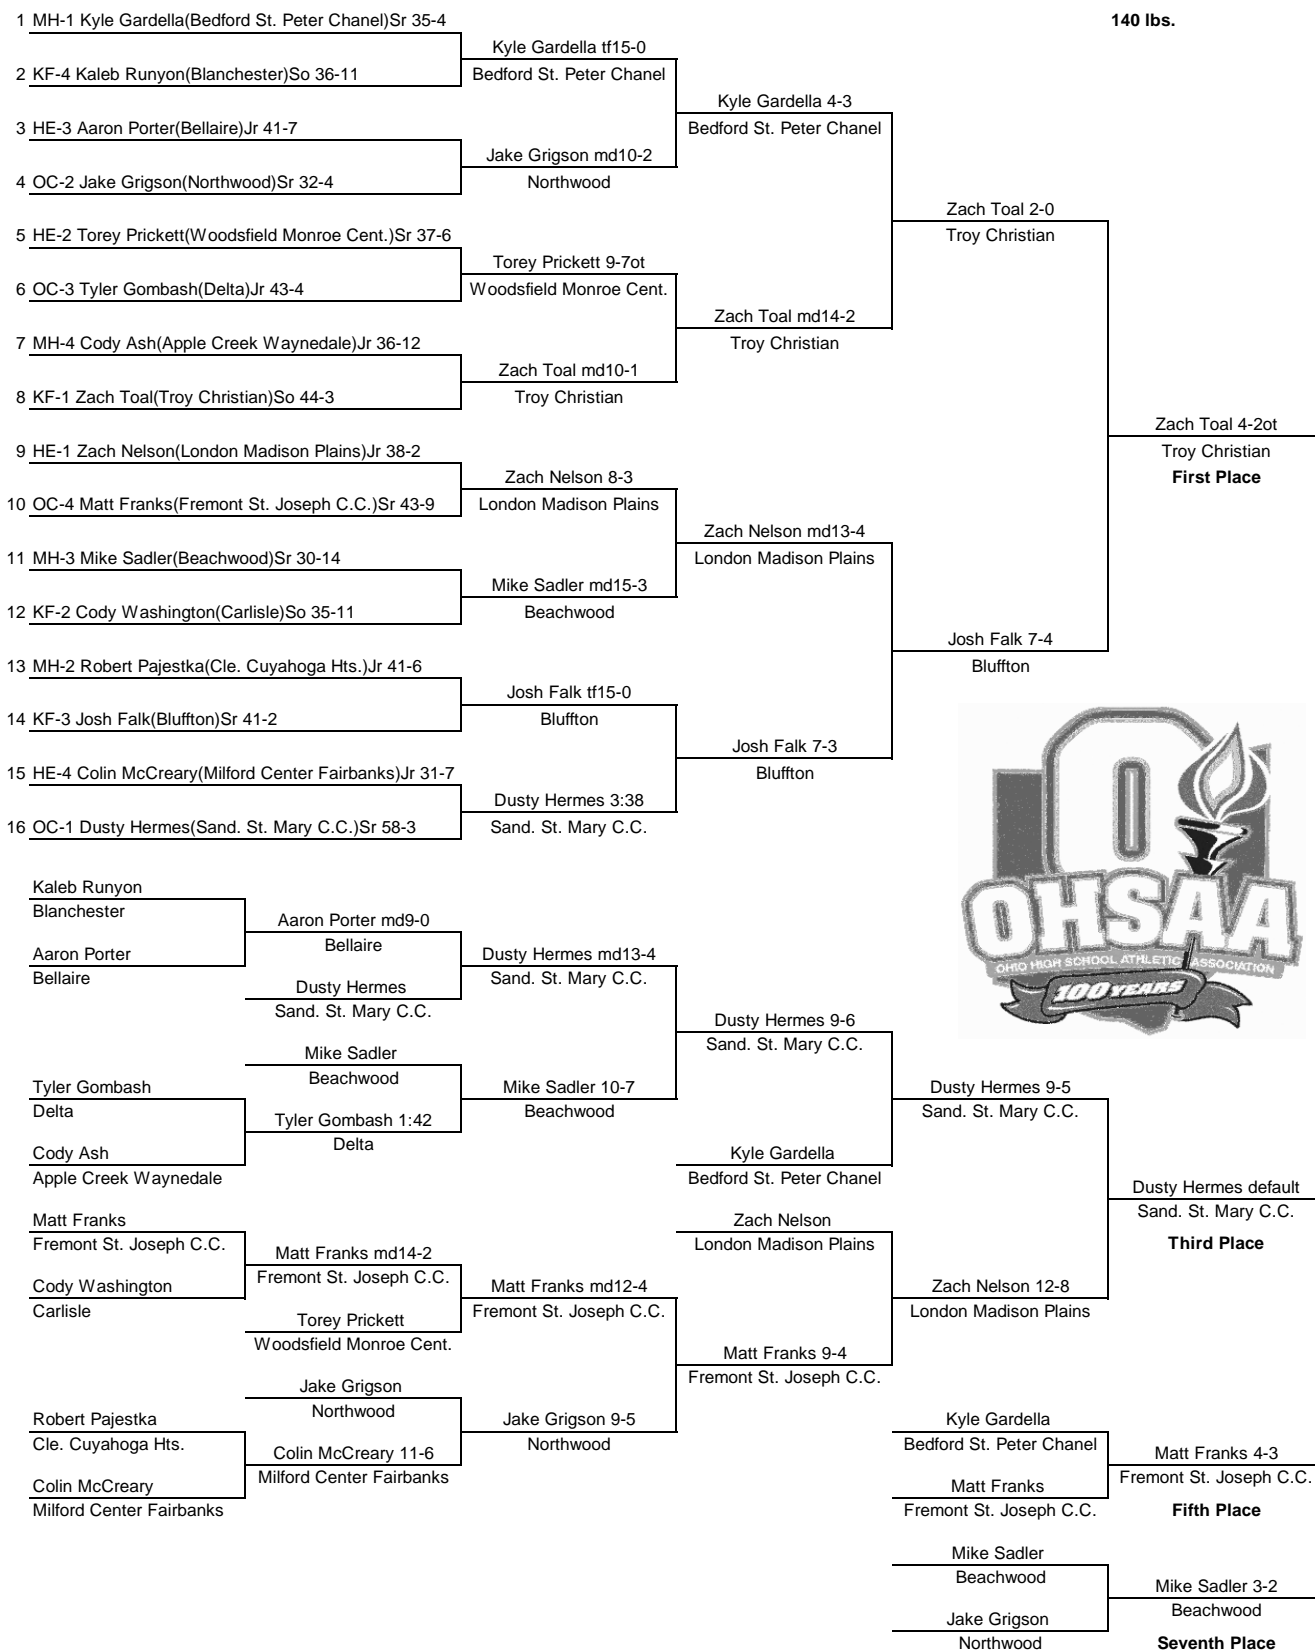 140 lbs.
1 MH-1 Kyle Gardella(Bedford St. Peter Chanel)Sr 35-4
2 KF-4 Kaleb Runyon(Blanchester)So 36-11
3 HE-3 Aaron Porter(Bellaire)Jr 41-7
4 OC-2 Jake Grigson(Northwood)Sr 32-4
5 HE-2 Torey Prickett(Woodsfield Monroe Cent.)Sr 37-6
6 OC-3 Tyler Gombash(Delta)Jr 43-4
7 MH-4 Cody Ash(Apple Creek Waynedale)Jr 36-12
8 KF-1 Zach Toal(Troy Christian)So 44-3
9 HE-1 Zach Nelson(London Madison Plains)Jr 38-2
10 OC-4 Matt Franks(Fremont St. Joseph C.C.)Sr 43-9
11 MH-3 Mike Sadler(Beachwood)Sr 30-14
12 KF-2 Cody Washington(Carlisle)So 35-11
13 MH-2 Robert Pajestka(Cle. Cuyahoga Hts.)Jr 41-6
14 KF-3 Josh Falk(Bluffton)Sr 41-2
15 HE-4 Colin McCreary(Milford Center Fairbanks)Jr 31-7
16 OC-1 Dusty Hermes(Sand. St. Mary C.C.)Sr 58-3
Kyle Gardella tf15-0
Bedford St. Peter Chanel
Jake Grigson md10-2
Northwood
Torey Prickett 9-7ot
Woodsfield Monroe Cent.
Zach Toal md10-1
Troy Christian
Zach Nelson 8-3
London Madison Plains
Mike Sadler md15-3
Beachwood
Josh Falk tf15-0
Bluffton
Dusty Hermes 3:38
Sand. St. Mary C.C.
Kyle Gardella 4-3
Bedford St. Peter Chanel
Zach Toal md14-2
Troy Christian
Zach Nelson md13-4
London Madison Plains
Josh Falk 7-3
Bluffton
Zach Toal 2-0
Troy Christian
Josh Falk 7-4
Bluffton
Zach Toal 4-2ot
Troy Christian
First Place
OHSAA
OHIO HIGH SCHOOL ATHLETIC ASSOCIATION
100 YEARS
Kaleb Runyon
Blanchester
Aaron Porter
Bellaire
Tyler Gombash
Delta
Cody Ash
Apple Creek Waynedale
Matt Franks
Fremont St. Joseph C.C.
Cody Washington
Carlisle
Robert Pajestka
Cle. Cuyahoga Hts.
Colin McCreary
Milford Center Fairbanks
Aaron Porter md9-0
Bellaire
Dusty Hermes
Sand. St. Mary C.C.
Mike Sadler
Beachwood
Tyler Gombash 1:42
Delta
Matt Franks md14-2
Fremont St. Joseph C.C.
Torey Prickett
Woodsfield Monroe Cent.
Jake Grigson
Northwood
Colin McCreary 11-6
Milford Center Fairbanks
Dusty Hermes md13-4
Sand. St. Mary C.C.
Mike Sadler 10-7
Beachwood
Matt Franks md12-4
Fremont St. Joseph C.C.
Jake Grigson 9-5
Northwood
Dusty Hermes 9-6
Sand. St. Mary C.C.
Kyle Gardella
Bedford St. Peter Chanel
Zach Nelson
London Madison Plains
Matt Franks 9-4
Fremont St. Joseph C.C.
Dusty Hermes 9-5
Sand. St. Mary C.C.
Zach Nelson 12-8
London Madison Plains
Dusty Hermes default
Sand. St. Mary C.C.
Third Place
Kyle Gardella
Bedford St. Peter Chanel
Matt Franks
Fremont St. Joseph C.C.
Matt Franks 4-3
Fremont St. Joseph C.C.
Fifth Place
Mike Sadler
Beachwood
Jake Grigson
Northwood
Mike Sadler 3-2
Beachwood
Seventh Place